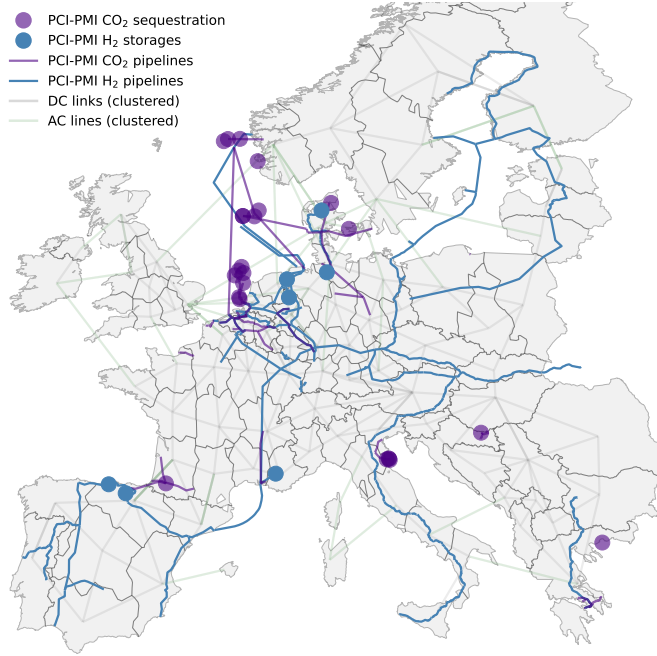 PCI-PMI CO₂ sequestration
PCI-PMI H₂ storages
PCI-PMI CO₂ pipelines
PCI-PMI H₂ pipelines
DC links (clustered)
AC lines (clustered)